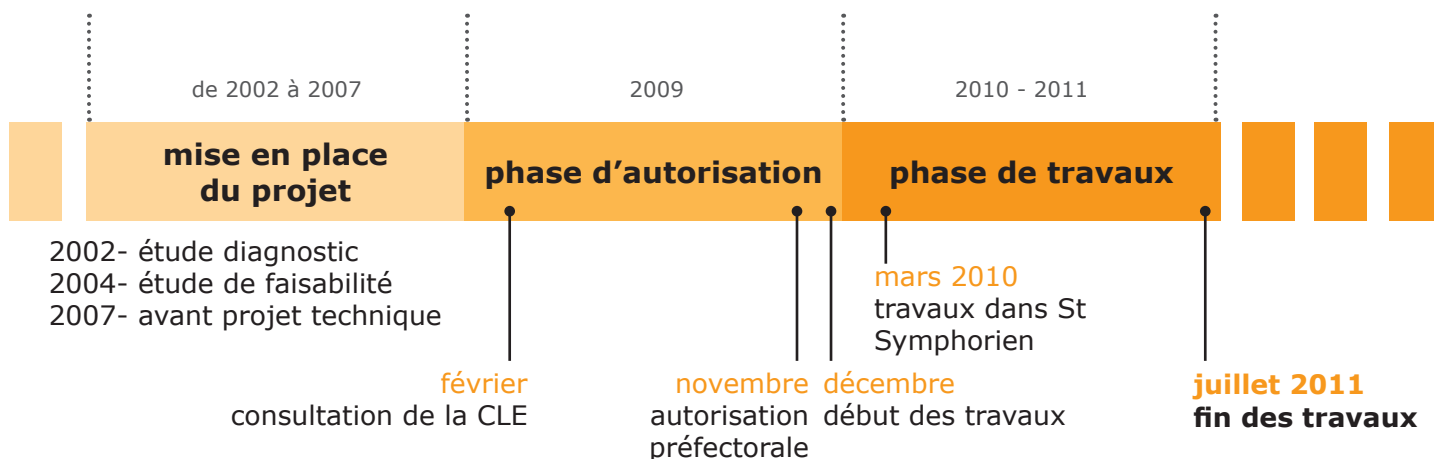 de 2002 à 2007
2009
2010 - 2011
mise en place
du projet
phase d'autorisation
phase de travaux
2002- étude diagnostic
2004- étude de faisabilité
2007- avant projet technique
mars 2010
travaux dans St
Symphorien
février
consultation de la CLE
novembre
autorisation
préfectorale
décembre
début des travaux
juillet 2011
fin des travaux